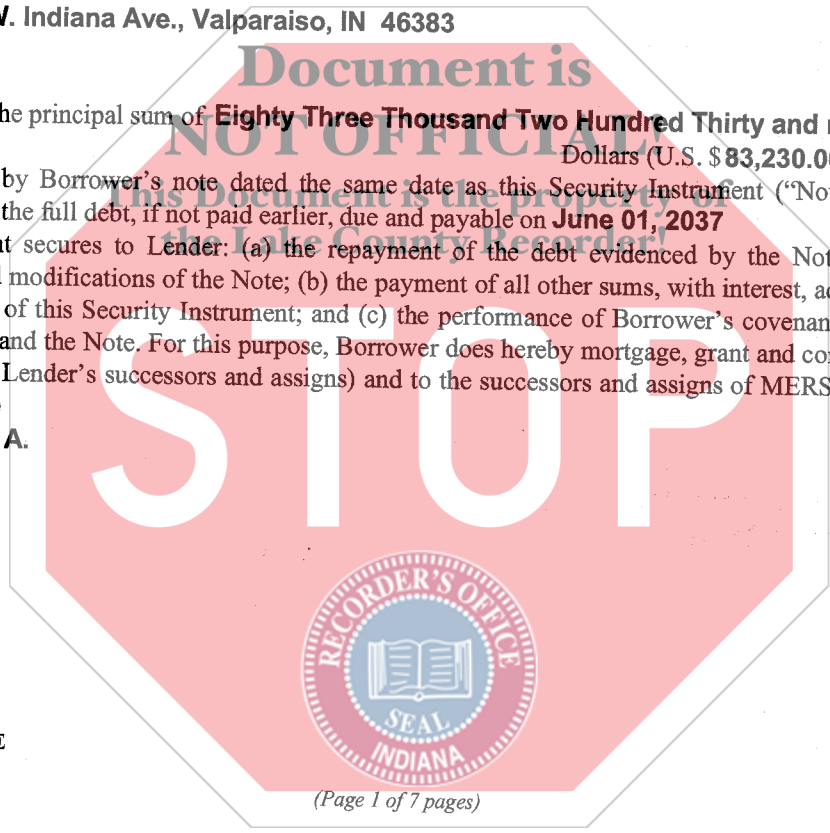 . Indiana Ave., Valparaiso, IN 46383
Document is
he principal sum of Eighty Three Thousand Two Hundred Thirty and
NOT OFFICIAL!
Dollars (U.S. $83,230.0
by Borrower's note dated the same date as this Security Instrument ("No
This Document is the property of
the full debt, if not paid earlier, due and payable on June 01, 2037
the Lake County Recorder!
t secures to Lender: (a) the repayment of the debt evidenced by the Not
modifications of the Note; (b) the payment of all other sums, with interest, a
of this Security Instrument; and (c) the performance of Borrower's covenan
and the Note. For this purpose, Borrower does hereby mortgage, grant and co
Lender's successors and assigns) and to the successors and assigns of MERS
STOP
A.
RECORDER'S OFFICE
SEAL
INDIANA
E
(Page 1 of 7 pages)